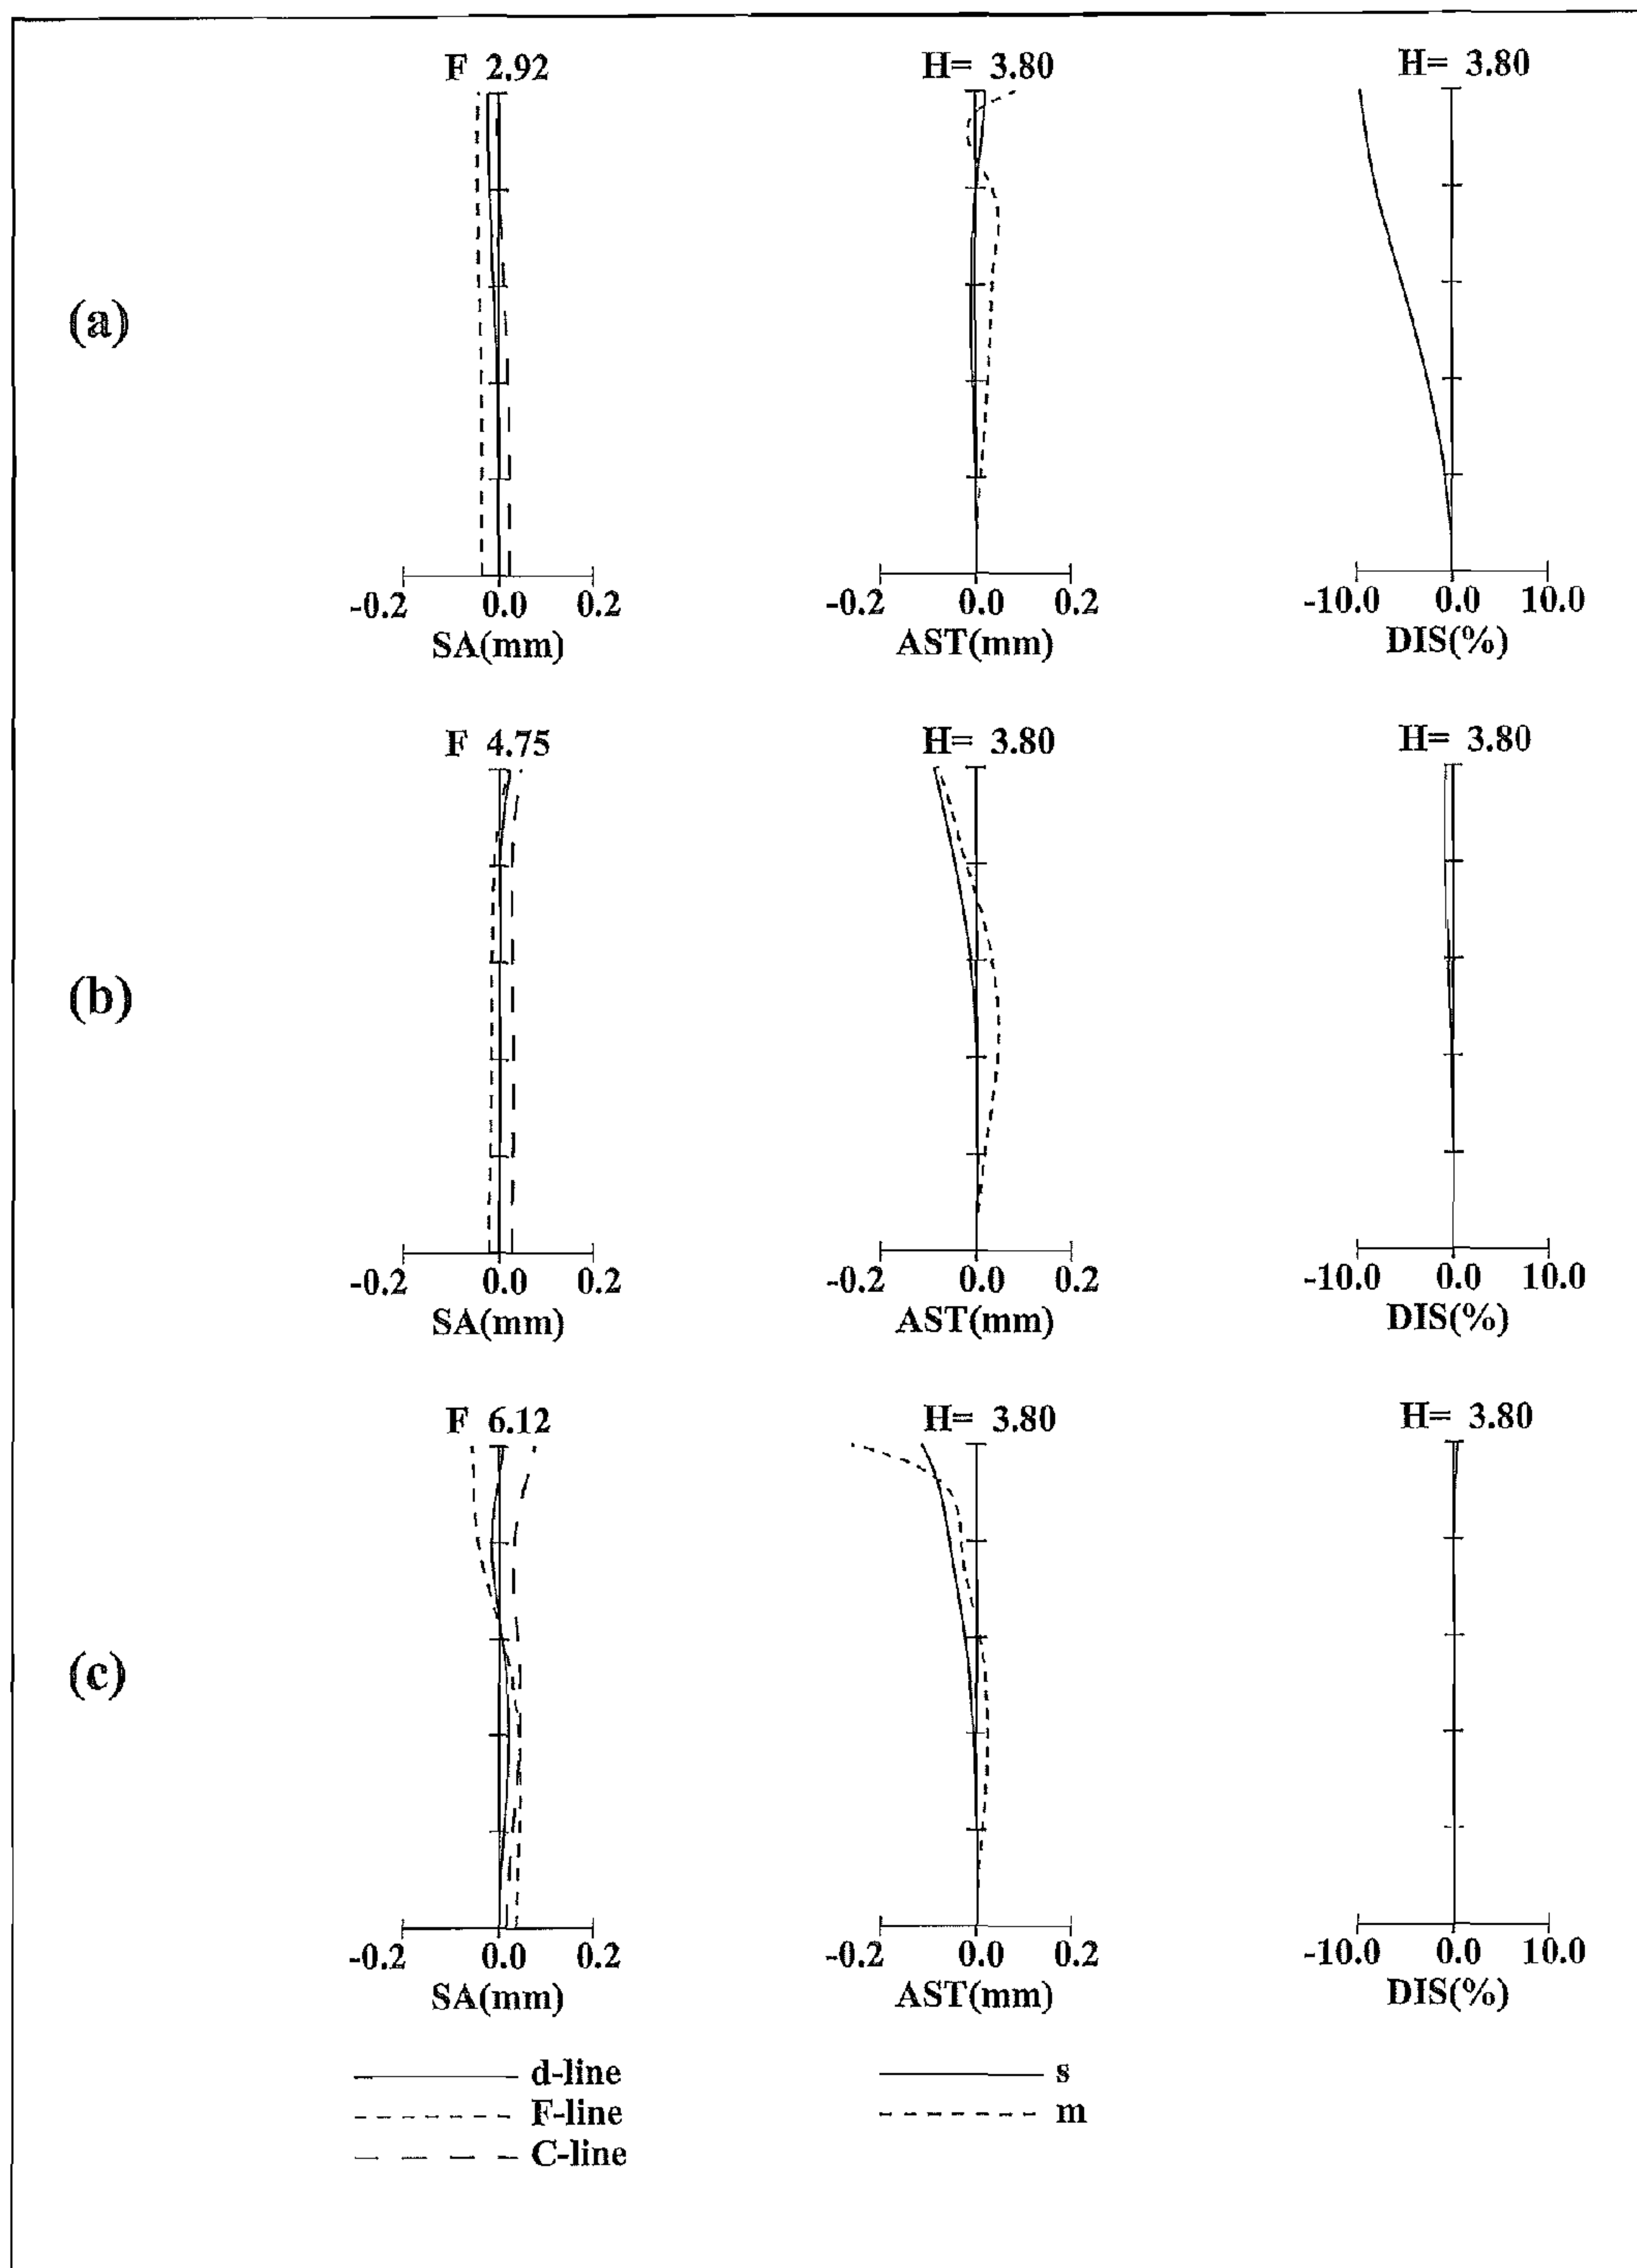 F 2.92 H= 3.80 H= 3.80
(a)
-0.2 0.0 0.2 -0.2 0.0 0.2 -10.0 0.0 10.0
SA(mm) AST(mm) DIS(%)
F 4.75 H= 3.80 H= 3.80
(b)
-0.2 0.0 0.2 -0.2 0.0 0.2 -10.0 0.0 10.0
SA(mm) AST(mm) DIS(%)
F 6.12 H= 3.80 H= 3.80
(c)
-0.2 0.0 0.2 -0.2 0.0 0.2 -10.0 0.0 10.0
SA(mm) AST(mm) DIS(%)
d-line s
F-line m
C-line